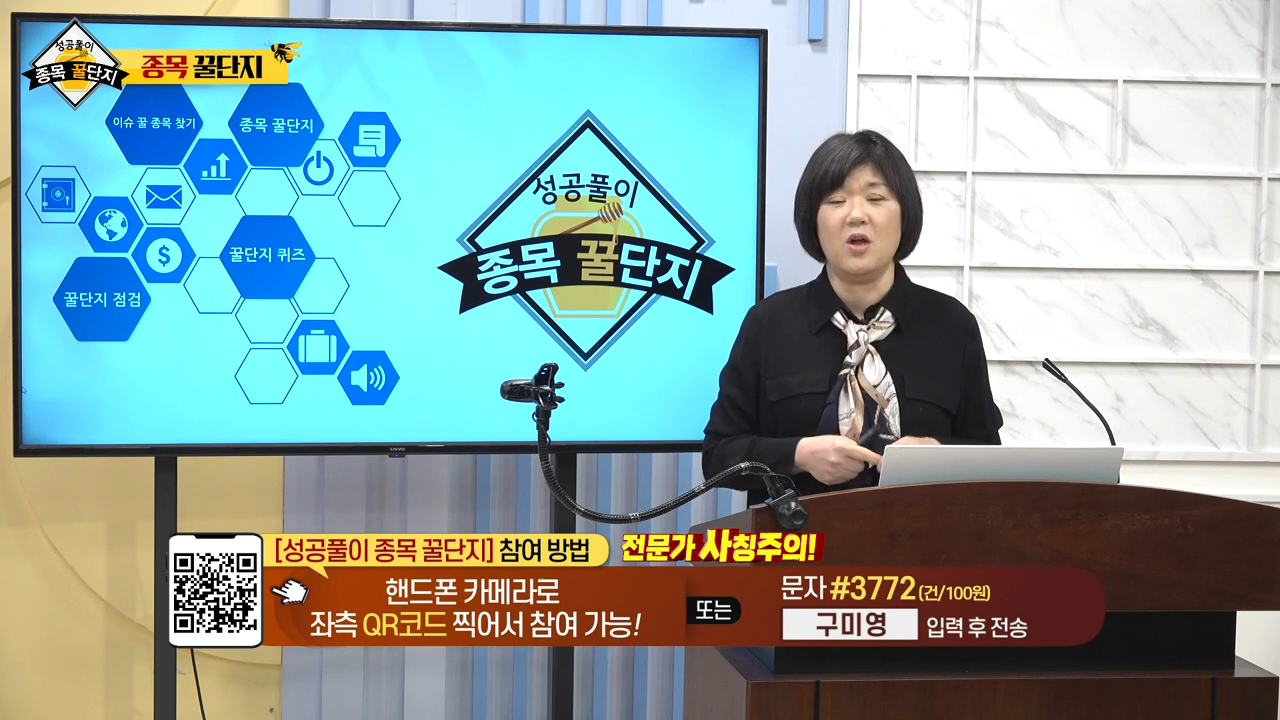 성공풀이
종목 꿀단지
종목 꿀단지
이슈 꿀 종목 찾기
종목 꿀단지
꿀단지 퀴즈
꿀단지 점검
성공풀이
종목 꿀단지
[성공풀이 종목 꿀단지] 참여 방법
전문가 사칭주의!
핸드폰 카메라로
좌측 QR코드 찍어서 참여 가능!
또는
문자 #3772 (건/100원)
구미영 입력 후 전송